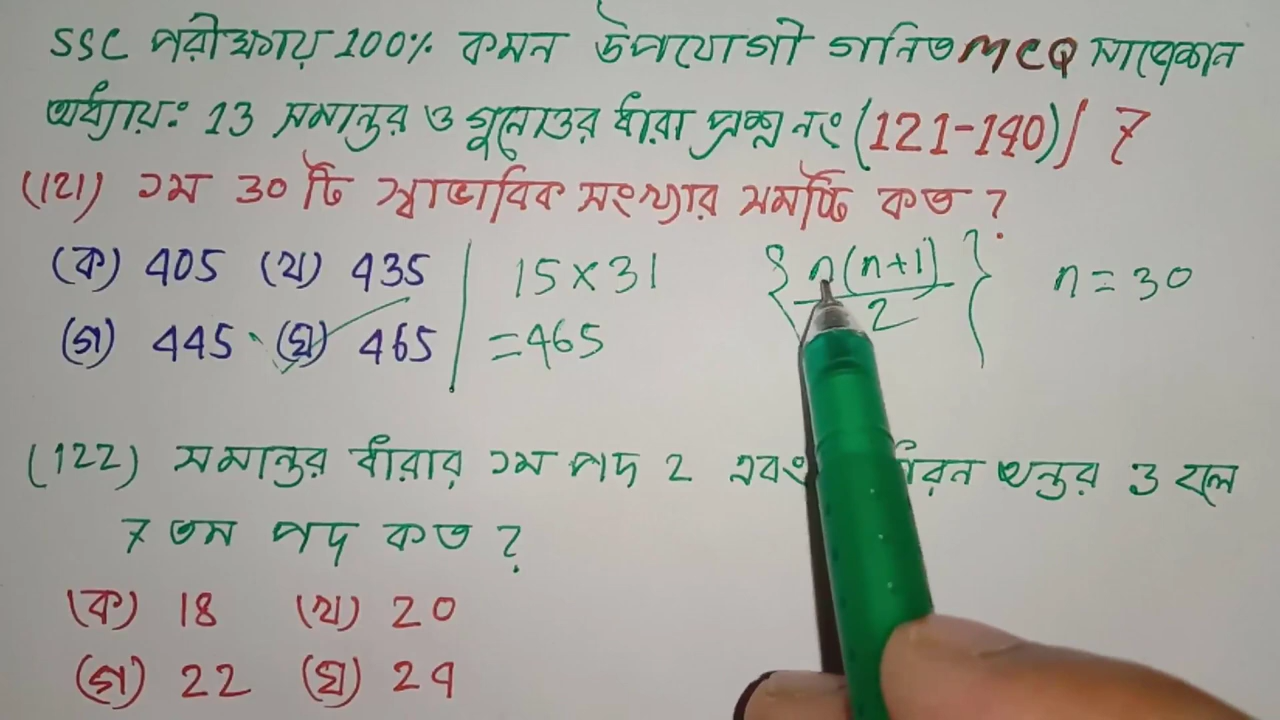 SSC পরীক্ষায় 100% কমন উপযোগী গনিত MCQ সাজেশন
অধ্যায়ঃ 13 সমান্তর ও গুনোত্তর ধারা প্রশ্ন নং (121-140)/ 7
(121) ১ম 30 টি স্বাভাবিক সংখ্যার সমষ্টি কত ?
(ক) 405 (খ) 435 15×31 {n(n+1)/2} n=30
(গ) 445 (ঘ) 465 =465
(122) সমান্তর ধারার ১ম পদ 2 এবং অন্তর 3 হলে
7 তম পদ কত ?
(ক) 18 (খ) 20
(গ) 22 (ঘ) 24